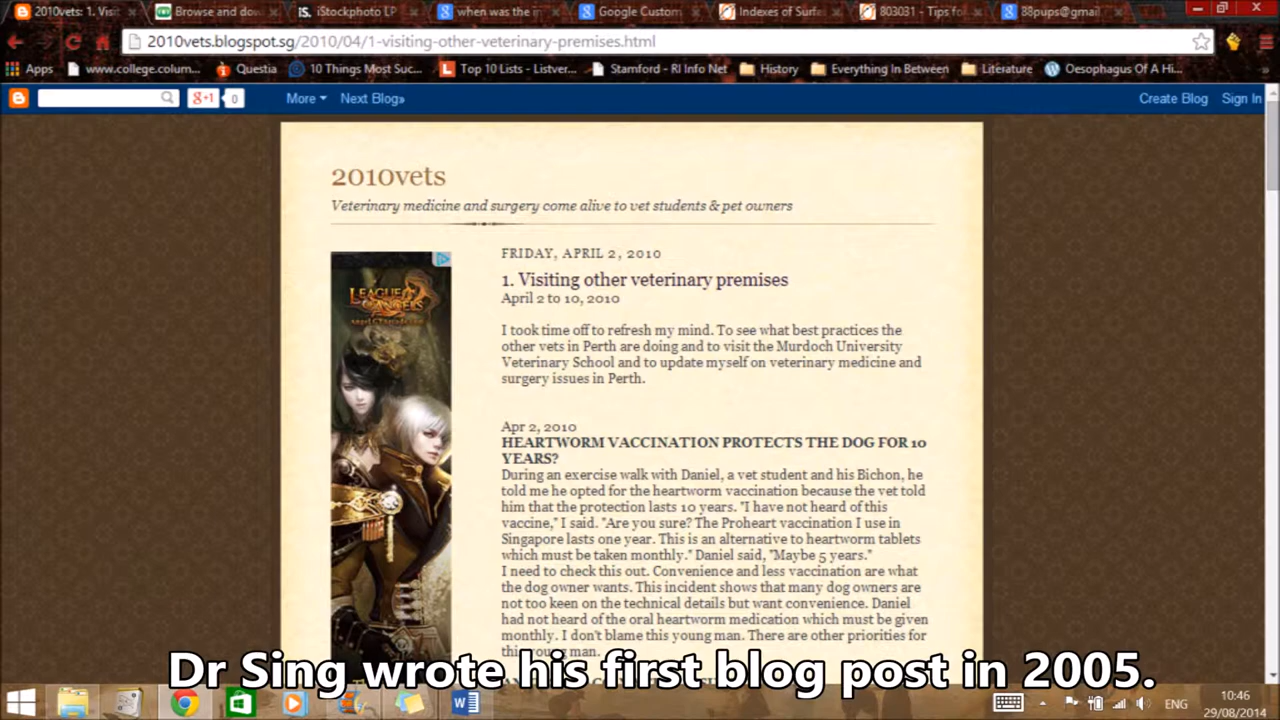 2010vets: 1. Visi
Browse and dow
iStockphoto LP
when was the in
Google Custom
Indexes of Surfa
803031 - Tips fo
88pups@gmail
2010vets.blogspot.sg/2010/04/1-visiting-other-veterinary-premises.html
Apps
www.college.colum...
Questia
10 Things Most Suc...
Top 10 Lists - Listver...
Stamford - RI Info Net
History
Everything In Between
Literature
Oesophagus Of A Hi...
g+1 0
More
Next Blog»
Create Blog
Sign In
2010vets
Veterinary medicine and surgery come alive to vet students & pet owners
FRIDAY, APRIL 2, 2010
1. Visiting other veterinary premises
April 2 to 10, 2010
I took time off to refresh my mind. To see what best practices the
other vets in Perth are doing and to visit the Murdoch University
Veterinary School and to update myself on veterinary medicine and
surgery issues in Perth.
Apr 2, 2010
HEARTWORM VACCINATION PROTECTS THE DOG FOR 10
YEARS?
During an exercise walk with Daniel, a vet student and his Bichon, he
told me he opted for the heartworm vaccination because the vet told
him that the protection lasts 10 years. "I have not heard of this
vaccine," I said. "Are you sure? The Proheart vaccination I use in
Singapore lasts one year. This is an alternative to heartworm tablets
which must be taken monthly." Daniel said, "Maybe 5 years."
I need to check this out. Convenience and less vaccination are what
the dog owner wants. This incident shows that many dog owners are
not too keen on the technical details but want convenience. Daniel
had not heard of the oral heartworm medication which must be given
monthly. I don't blame this young man. There are other priorities for
this young man.
LEAGUE OF ANGELS
Dr Sing wrote his first blog post in 2005.
ENG
10:46
29/08/2014